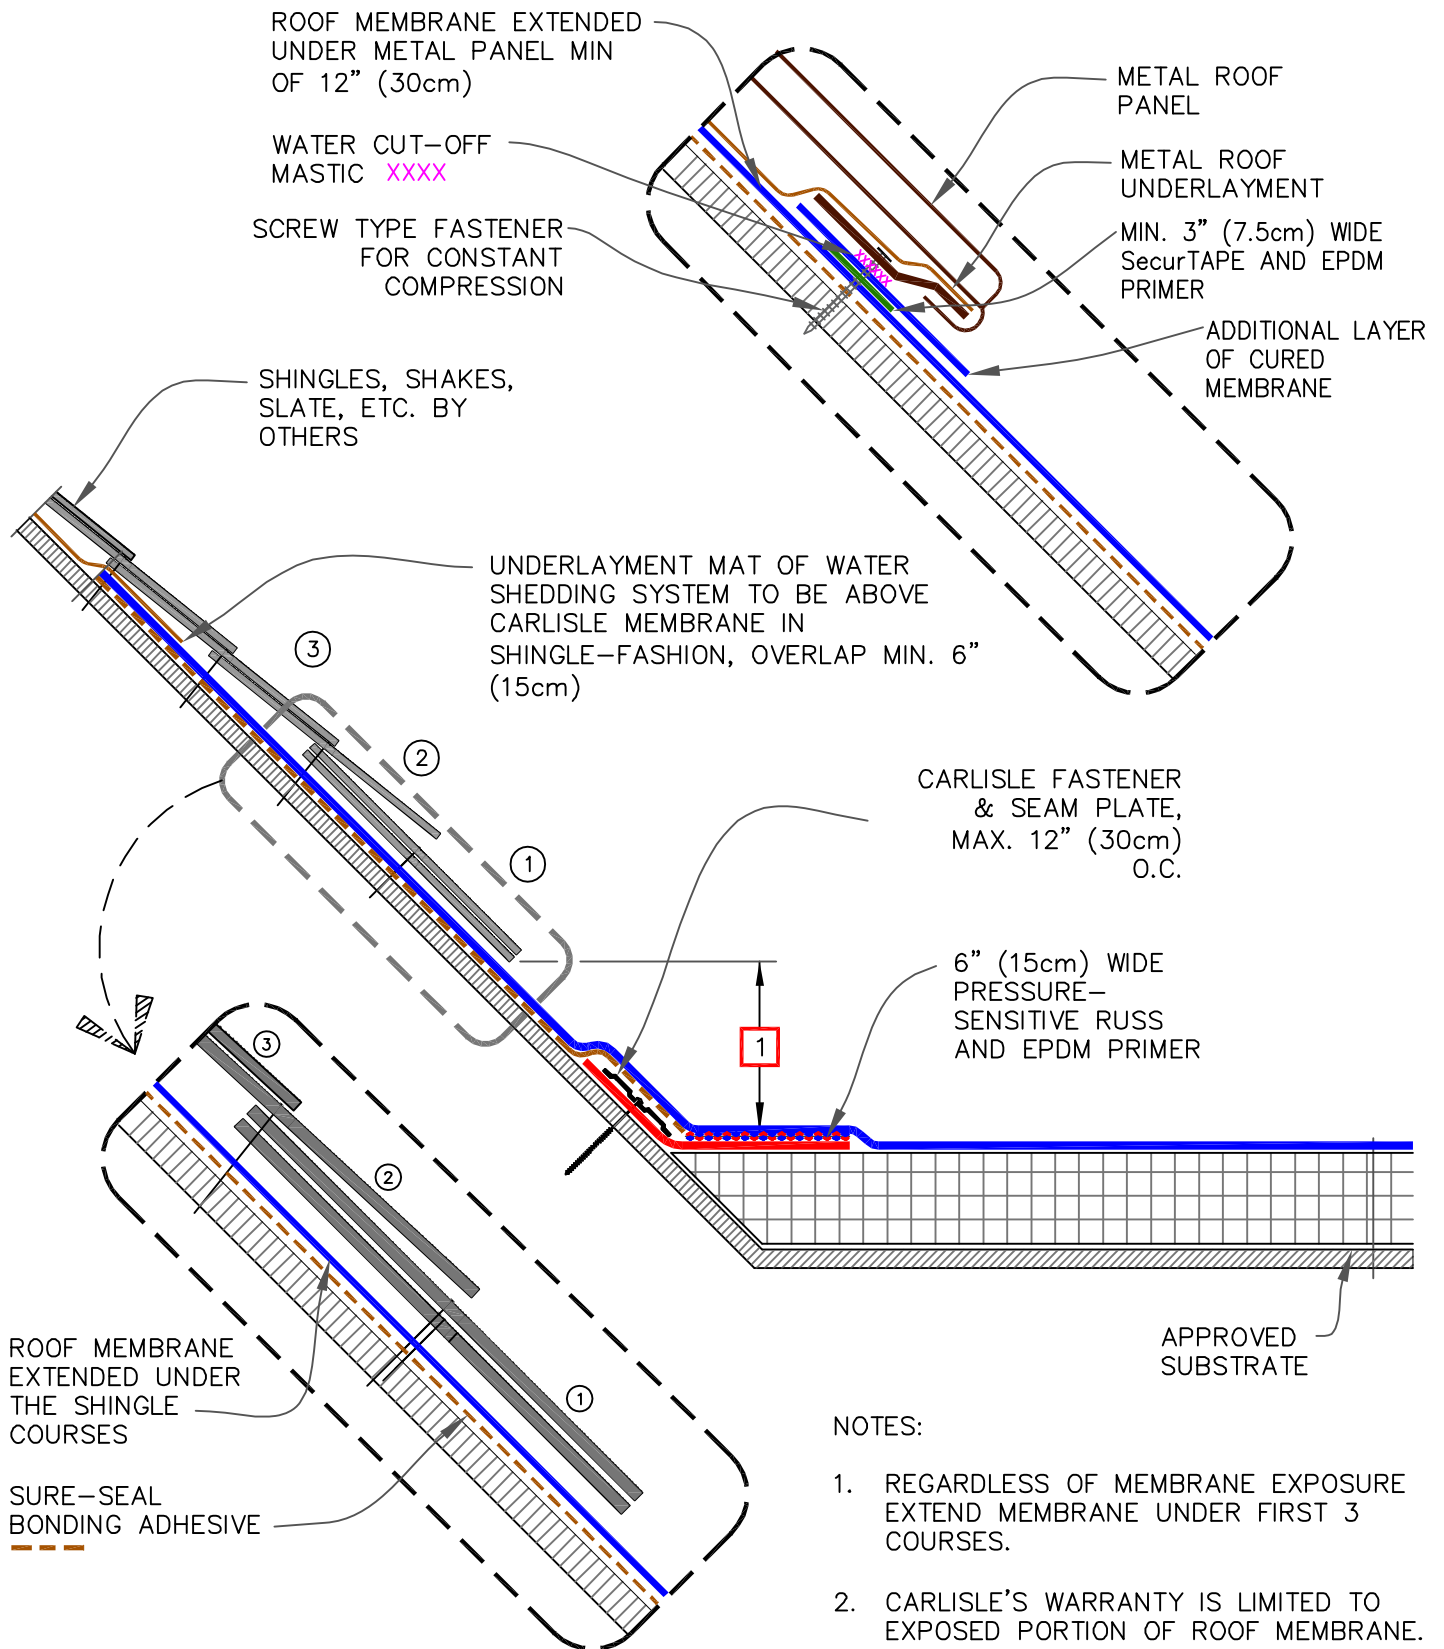 ROOF MEMBRANE EXTENDED
UNDER METAL PANEL MIN
OF 12” (30cm)
WATER CUT-OFF
MASTIC XXXX
SCREW TYPE FASTENER
FOR CONSTANT
COMPRESSION
METAL ROOF
PANEL
METAL ROOF
UNDERLAYMENT
MIN. 3” (7.5cm) WIDE
SecurTAPE AND EPDM
PRIMER
ADDITIONAL LAYER
OF CURED
MEMBRANE
XXXXX
SHINGLES, SHAKES,
SLATE, ETC. BY
OTHERS
UNDERLAYMENT MAT OF WATER
SHEDDING SYSTEM TO BE ABOVE
CARLISLE MEMBRANE IN
SHINGLE-FASHION, OVERLAP MIN. 6”
(15cm)
3
2
1
CARLISLE FASTENER
& SEAM PLATE,
MAX. 12” (30cm)
O.C.
6” (15cm) WIDE
PRESSURE-
SENSITIVE RUSS
AND EPDM PRIMER
1
3
2
1
ROOF MEMBRANE
EXTENDED UNDER
THE SHINGLE
COURSES
SURE-SEAL
BONDING ADHESIVE
APPROVED
SUBSTRATE
NOTES:
1. REGARDLESS OF MEMBRANE EXPOSURE
EXTEND MEMBRANE UNDER FIRST 3
COURSES.
2. CARLISLE’S WARRANTY IS LIMITED TO
EXPOSED PORTION OF ROOF MEMBRANE.